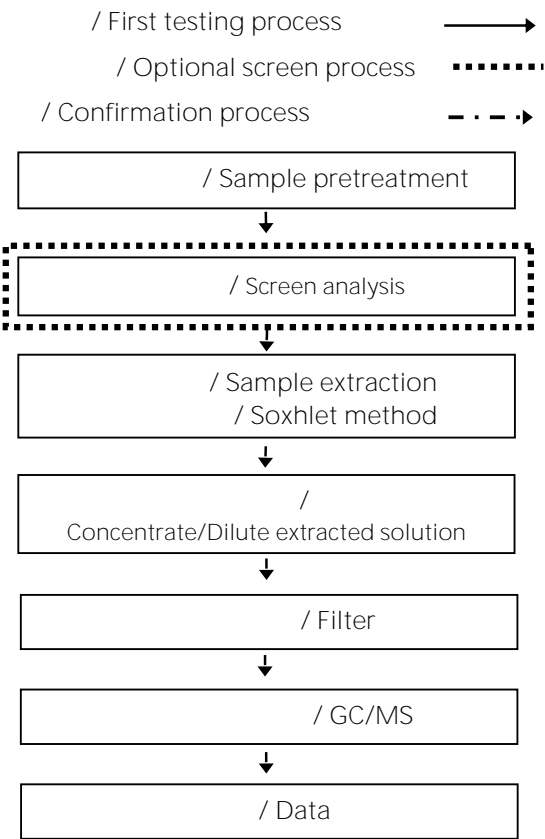 / First testing process
/ Optional screen process
/ Confirmation process
/ Sample pretreatment
/ Screen analysis
/ Sample extraction
/ Soxhlet method
/
Concentrate/Dilute extracted solution
/ Filter
/ GC/MS
/ Data